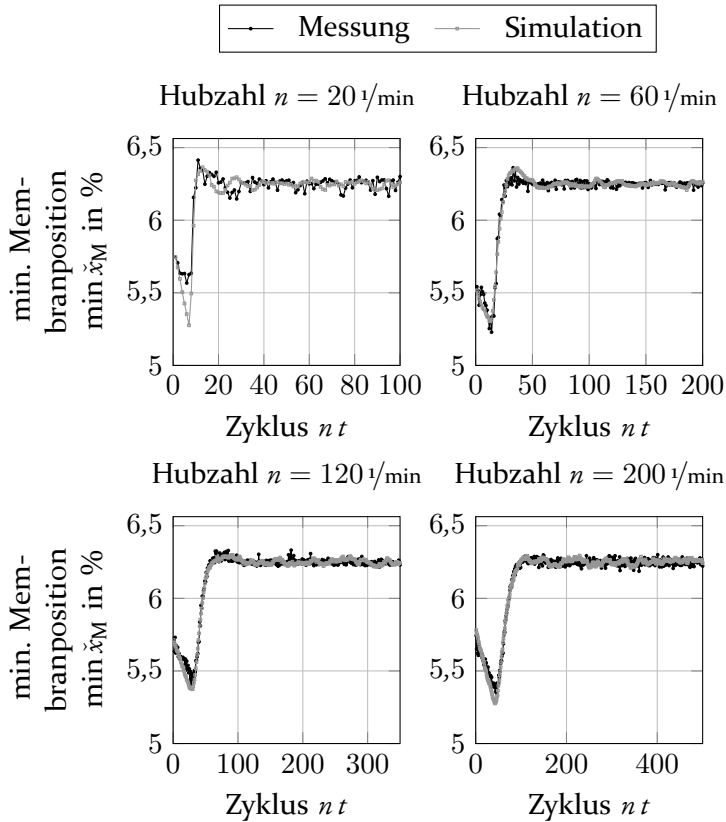 Messung Simulation
Hubzahl n = 20 1/min Hubzahl n = 60 1/min
min. Mem-
branposition
min x̌_M in %
6,5
6
5,5
5
0 20 40 60 80 100
Zyklus n t
6,5
6
5,5
5
0 50 100 150 200
Zyklus n t
Hubzahl n = 120 1/min Hubzahl n = 200 1/min
min. Mem-
branposition
min x̌_M in %
6,5
6
5,5
5
0 100 200 300
Zyklus n t
6,5
6
5,5
5
0 200 400
Zyklus n t